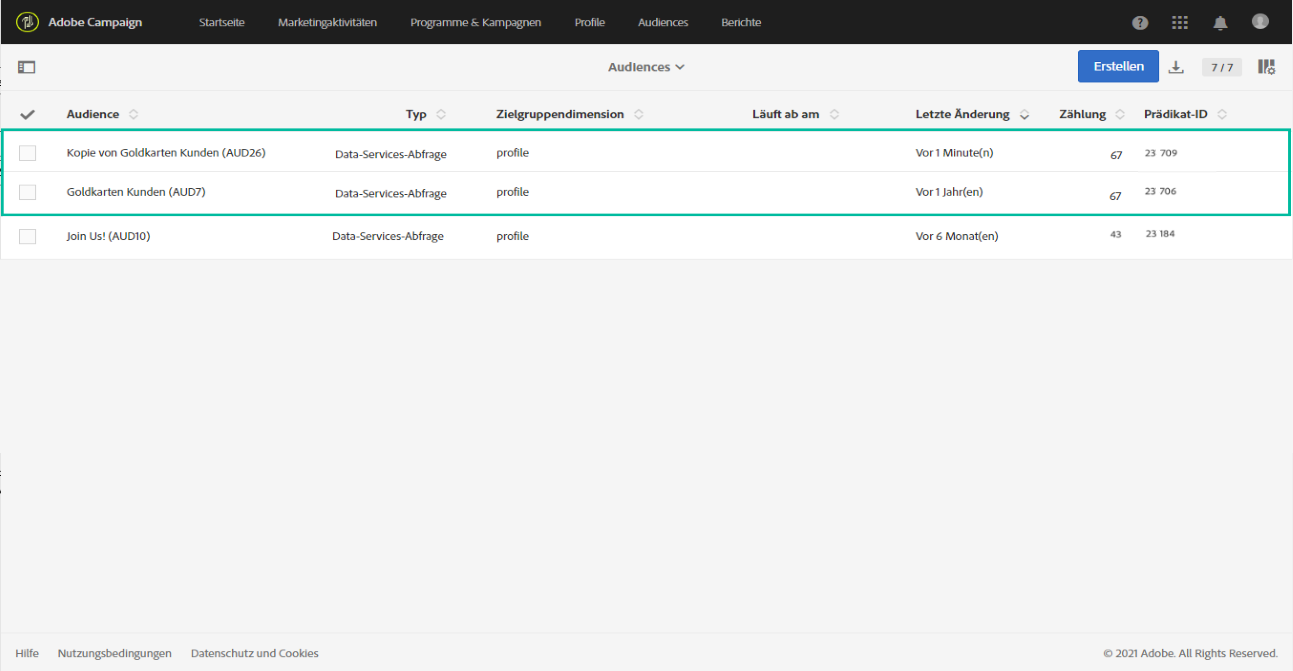 Adobe Campaign Startseite Marketingaktivitäten Programme & Kampagnen Profile Audiences Berichte
Audiences Erstellen 7 / 7
Audience Typ Zielgruppendimension Läuft ab am Letzte Änderung Zählung Prädikat-ID
Kopie von Goldkarten Kunden (AUD26) Data-Services-Abfrage profile Vor 1 Minute(n) 67 23 709
Goldkarten Kunden (AUD7) Data-Services-Abfrage profile Vor 1 Jahr(en) 67 23 706
Join Us! (AUD10) Data-Services-Abfrage profile Vor 6 Monat(en) 43 23 184
Hilfe Nutzungsbedingungen Datenschutz und Cookies © 2021 Adobe. All Rights Reserved.